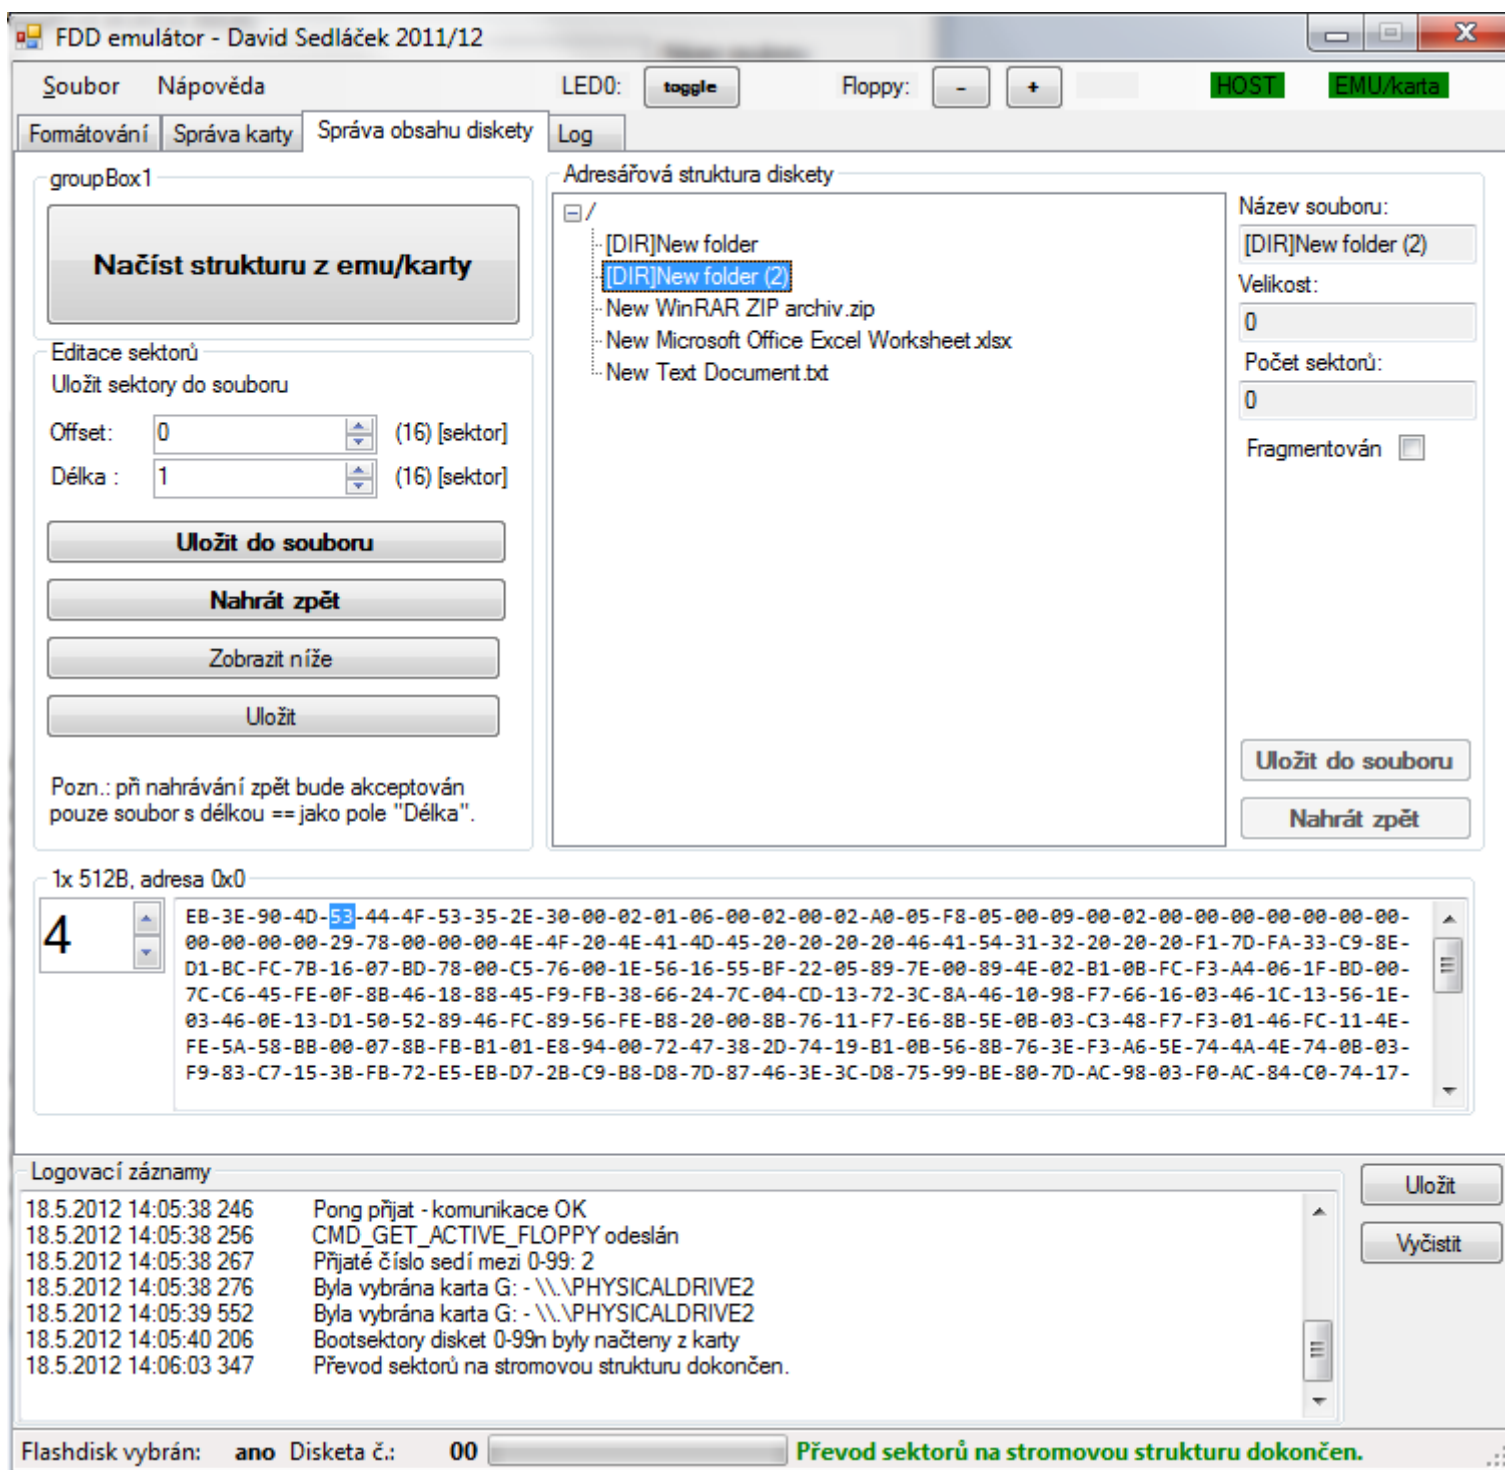 FDD emulátor - David Sedláček 2011/12
Soubor Nápověda LED0: toggle Floppy: - + HOST EMU/karta
Formátování Správa karty Správa obsahu diskety Log
groupBox1
Načíst strukturu z emu/karty
Editace sektorů
Uložit sektory do souboru
Offset: 0 (16) [sektor]
Délka : 1 (16) [sektor]
Uložit do souboru
Nahrát zpět
Zobrazit níže
Uložit
Pozn.: při nahrávání zpět bude akceptován
pouze soubor s délkou == jako pole "Délka".
Adresářová struktura diskety
/
[DIR]New folder
[DIR]New folder (2)
New WinRAR ZIP archiv.zip
New Microsoft Office Excel Worksheet.xlsx
New Text Document.txt
Název souboru:
[DIR]New folder (2)
Velikost:
0
Počet sektorů:
0
Fragmentován
Uložit do souboru
Nahrát zpět
1x 512B, adresa 0x0
4
EB-3E-90-4D-53-44-4F-53-35-2E-30-00-02-01-06-00-02-00-02-A0-05-F8-05-00-09-00-02-00-00-00-00-00-00-00-
00-00-00-00-29-78-00-00-00-4E-4F-20-4E-41-4D-45-20-20-20-20-46-41-54-31-32-20-20-20-F1-7D-FA-33-C9-8E-
D1-BC-FC-7B-16-07-BD-78-00-C5-76-00-1E-56-16-55-BF-22-05-89-7E-00-89-4E-02-B1-0B-FC-F3-A4-06-1F-BD-00-
7C-C6-45-FE-0F-8B-46-18-88-45-F9-FB-38-66-24-7C-04-CD-13-72-3C-8A-46-10-98-F7-66-16-03-46-1C-13-56-1E-
03-46-0E-13-D1-50-52-89-46-FC-89-56-FE-B8-20-00-8B-76-11-F7-E6-8B-5E-0B-03-C3-48-F7-F3-01-46-FC-11-4E-
FE-5A-58-BB-00-07-8B-FB-B1-01-E8-94-00-72-47-38-2D-74-19-B1-0B-56-8B-76-3E-F3-A6-5E-74-4A-4E-74-0B-03-
F9-83-C7-15-3B-FB-72-E5-EB-D7-2B-C9-B8-D8-7D-87-46-3E-3C-D8-75-99-BE-80-7D-AC-98-03-F0-AC-84-C0-74-17-
Logovací záznamy
18.5.2012 14:05:38 246 Pong přijat - komunikace OK
18.5.2012 14:05:38 256 CMD_GET_ACTIVE_FLOPPY odeslán
18.5.2012 14:05:38 267 Přijaté číslo sedí mezi 0-99: 2
18.5.2012 14:05:38 276 Byla vybrána karta G: - \\.\PHYSICALDRIVE2
18.5.2012 14:05:39 552 Byla vybrána karta G: - \\.\PHYSICALDRIVE2
18.5.2012 14:05:40 206 Bootsektory disket 0-99n byly načteny z karty
18.5.2012 14:06:03 347 Převod sektorů na stromovou strukturu dokončen.
Uložit
Vyčistit
Flashdisk vybrán: ano Disketa č.: 00 Převod sektorů na stromovou strukturu dokončen.